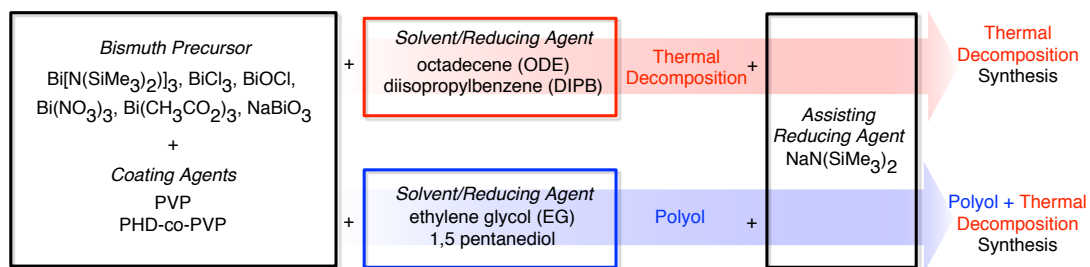 Bismuth Precursor
Bi[N(SiMe3)2)]3, BiCl3, BiOCl,
Bi(NO3)3, Bi(CH3CO2)3, NaBiO3
+
Coating Agents
PVP
PHD-co-PVP
+
Solvent/Reducing Agent
octadecene (ODE)
diisopropylbenzene (DIPB)
Thermal
Decomposition
+
+
Solvent/Reducing Agent
ethylene glycol (EG)
1,5 pentanediol
Polyol
+
Assisting
Reducing Agent
NaN(SiMe3)2
Thermal
Decomposition
Synthesis
Polyol + Thermal
Decomposition
Synthesis